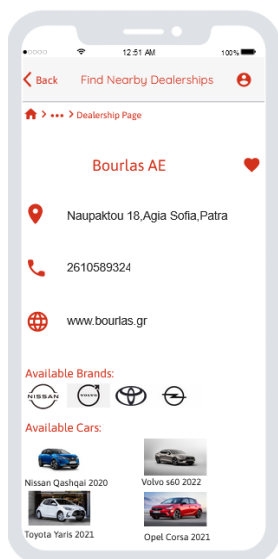 12:51 AM
100%
Back
Find Nearby Dealerships
Dealership Page
Bourlas AE
Naupaktou 18,Agia Sofia,Patra
2610589324
www.bourlas.gr
Available Brands:
NISSAN
VOLVO
Available Cars:
Nissan Qashqai 2020
Volvo s60 2022
Toyota Yaris 2021
Opel Corsa 2021